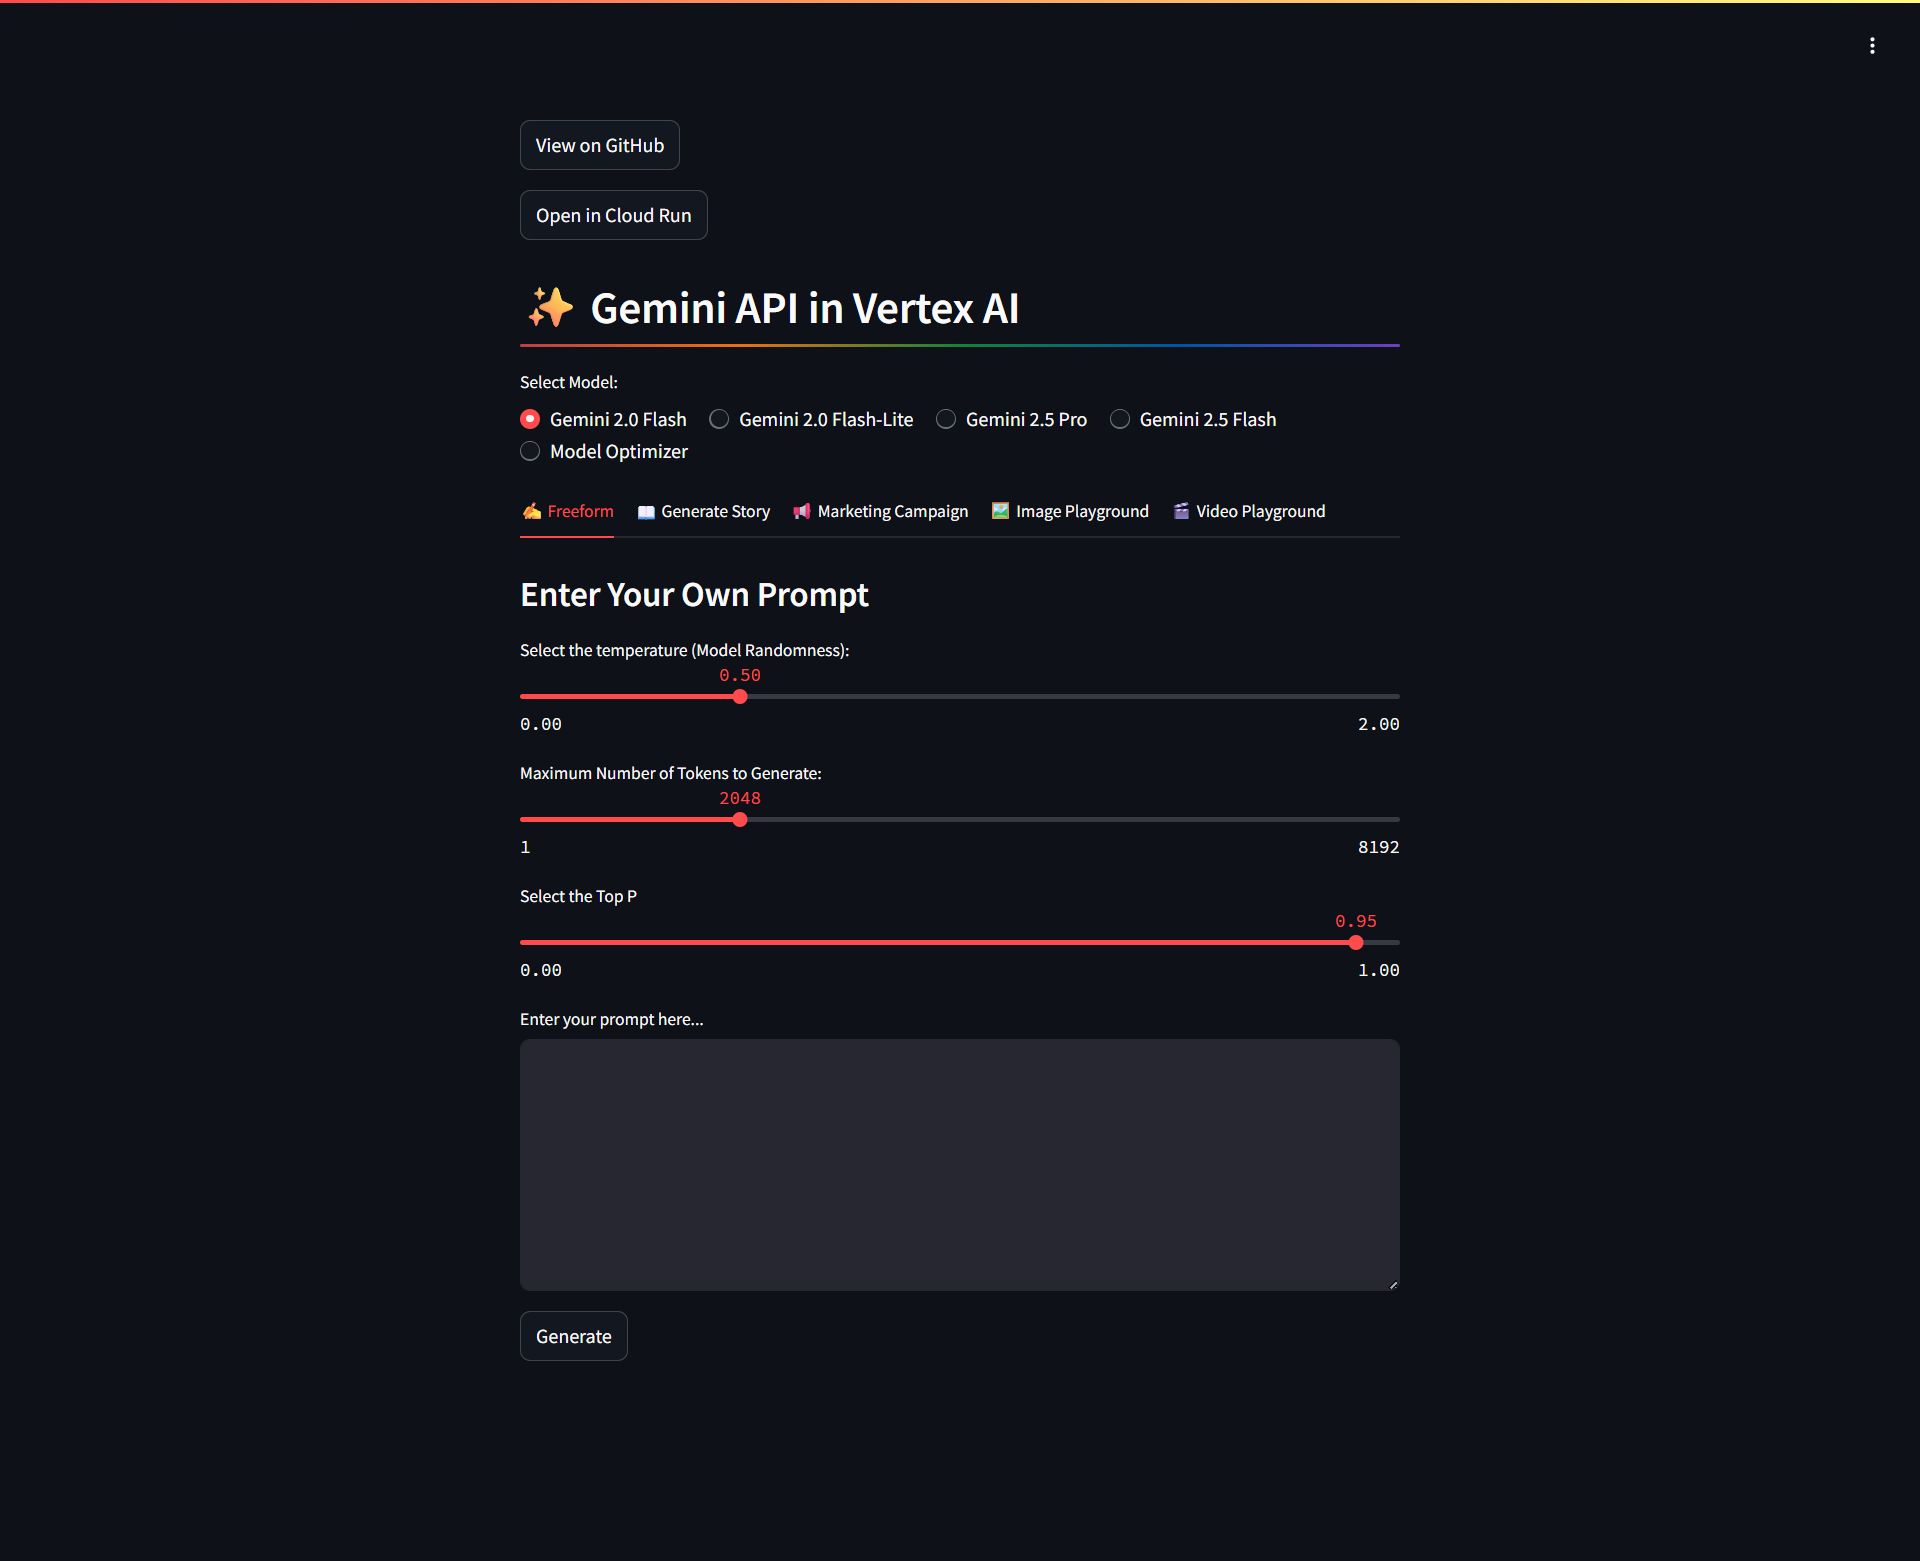 View on GitHub
Open in Cloud Run
✨ Gemini API in Vertex AI
Select Model:
Gemini 2.0 Flash Gemini 2.0 Flash-Lite Gemini 2.5 Pro Gemini 2.5 Flash
Model Optimizer
✍️ Freeform 📖 Generate Story 📢 Marketing Campaign 🖼️ Image Playground 🎬 Video Playground
Enter Your Own Prompt
Select the temperature (Model Randomness):
0.50
0.00 2.00
Maximum Number of Tokens to Generate:
2048
1 8192
Select the Top P
0.95
0.00 1.00
Enter your prompt here...
Generate